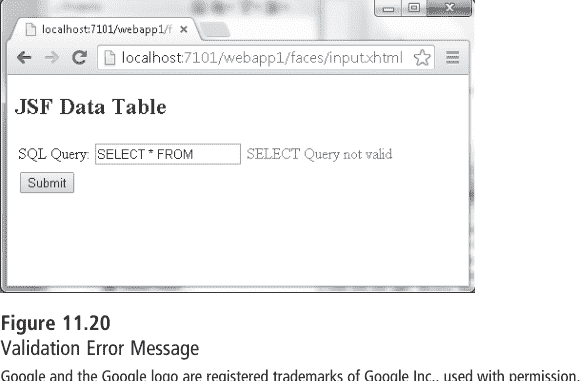 localhost:7101/webapp1/f
localhost:7101/webapp1/faces/input.xhtml
JSF Data Table
SQL Query: SELECT * FROM SELECT Query not valid
Submit
Figure 11.20
Validation Error Message
Google and the Google logo are registered trademarks of Google Inc., used with permission.